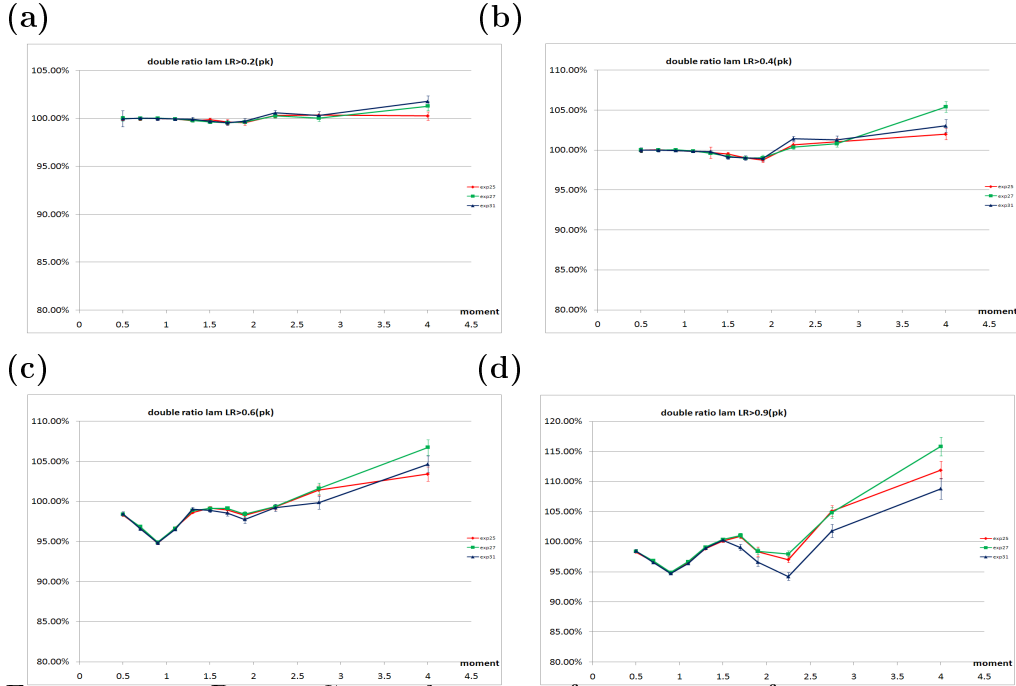 (a)
double ratio lam LR>0.2(pk)
105.00%
100.00%
95.00%
90.00%
85.00%
80.00%
exp25
exp27
exp31
moment
0 0.5 1 1.5 2 2.5 3 3.5 4 4.5
(b)
double ratio lam LR>0.4(pk)
110.00%
105.00%
100.00%
95.00%
90.00%
85.00%
80.00%
exp25
exp27
exp31
moment
0 0.5 1 1.5 2 2.5 3 3.5 4 4.5
(c)
double ratio lam LR>0.6(pk)
110.00%
105.00%
100.00%
95.00%
90.00%
85.00%
80.00%
exp25
exp27
exp31
moment
0 0.5 1 1.5 2 2.5 3 3.5 4 4.5
(d)
double ratio lam LR>0.9(pk)
120.00%
115.00%
110.00%
105.00%
100.00%
95.00%
90.00%
85.00%
80.00%
exp25
exp27
exp31
moment
0 0.5 1 1.5 2 2.5 3 3.5 4 4.5